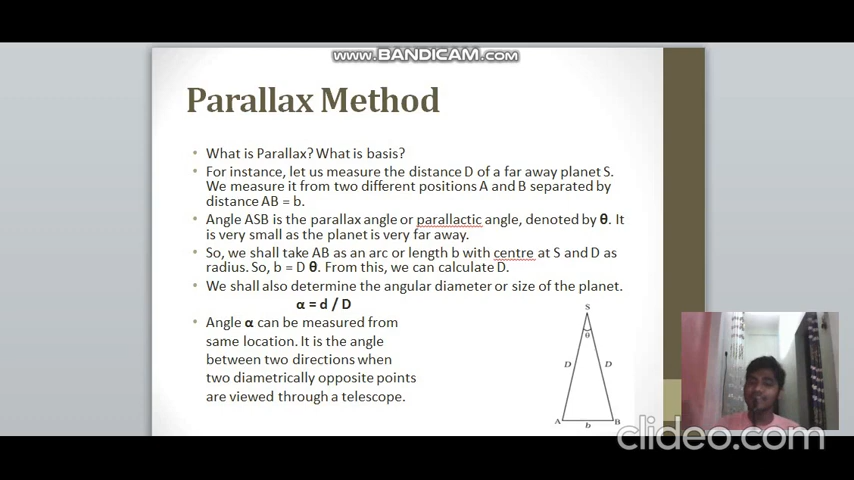 www.BANDICAM.com
Parallax Method
• What is Parallax? What is basis?
• For instance, let us measure the distance D of a far away planet S.
We measure it from two different positions A and B separated by
distance AB = b.
• Angle ASB is the parallax angle or parallactic angle, denoted by θ. It
is very small as the planet is very far away.
• So, we shall take AB as an arc or length b with centre at S and D as
radius. So, b = D θ. From this, we can calculate D.
• We shall also determine the angular diameter or size of the planet.
α = d / D
• Angle α can be measured from
same location. It is the angle
between two directions when
two diametrically opposite points
are viewed through a telescope.
S
θ
D D
A B
b
clideo.com